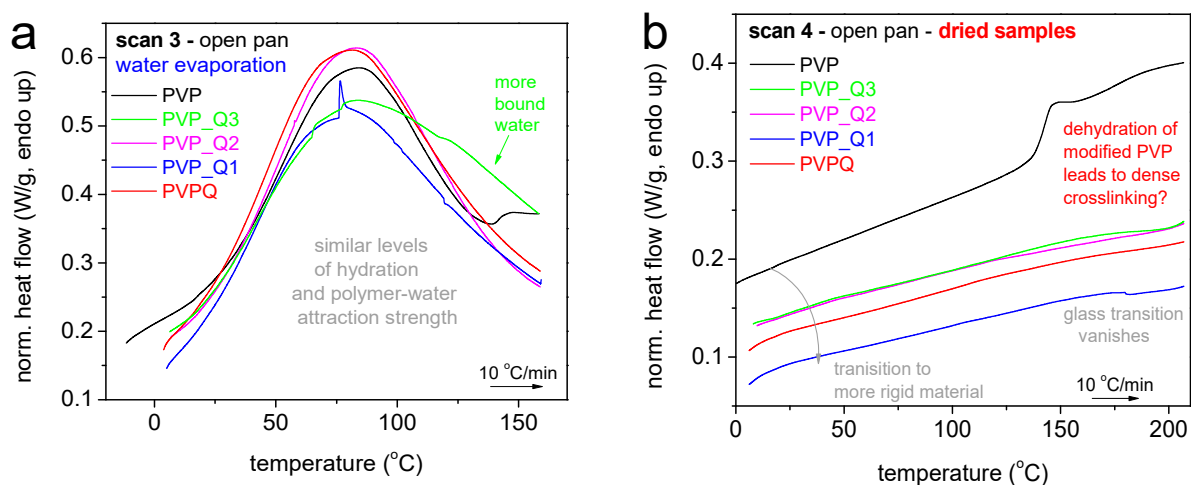 a
scan 3 - open pan
water evaporation
PVP
PVP_Q3
PVP_Q2
PVP_Q1
PVPQ
more
bound
water
similar levels
of hydration
and polymer-water
attraction strength
10 °C/min
norm. heat flow (W/g, endo up)
0.6
0.5
0.4
0.3
0.2
0.1
0
50
100
150
temperature (°C)
b
scan 4 - open pan - dried samples
PVP
PVP_Q3
PVP_Q2
PVP_Q1
PVPQ
dehydration of
modified PVP
leads to dense
crosslinking?
glass transition
vanishes
tranisition to
more rigid material
10 °C/min
norm. heat flow (W/g, endo up)
0.4
0.3
0.2
0.1
0
50
100
150
200
temperature (°C)